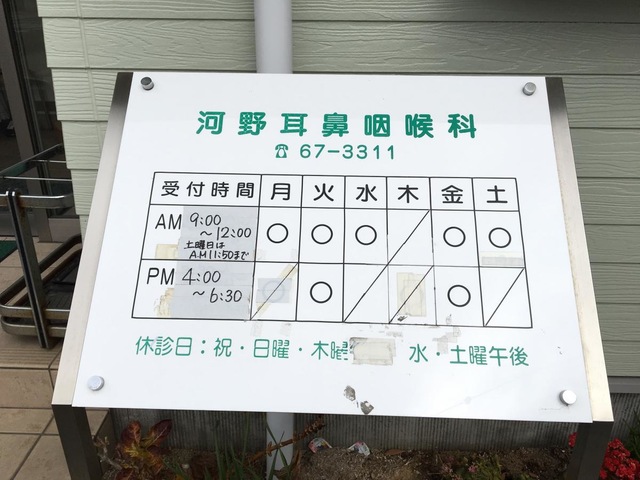 河野耳鼻咽喉科
☎ 67-3311
受付時間 月 火 水 木 金 土
AM 9:00 ～12:00 土曜日は AM11:50まで ○ ○ ○ ／ ○ ○
PM 4:00 ～6:30 ／ ○ ／ ／ ○ ／
休診日：祝・日曜・木曜 水・土曜午後